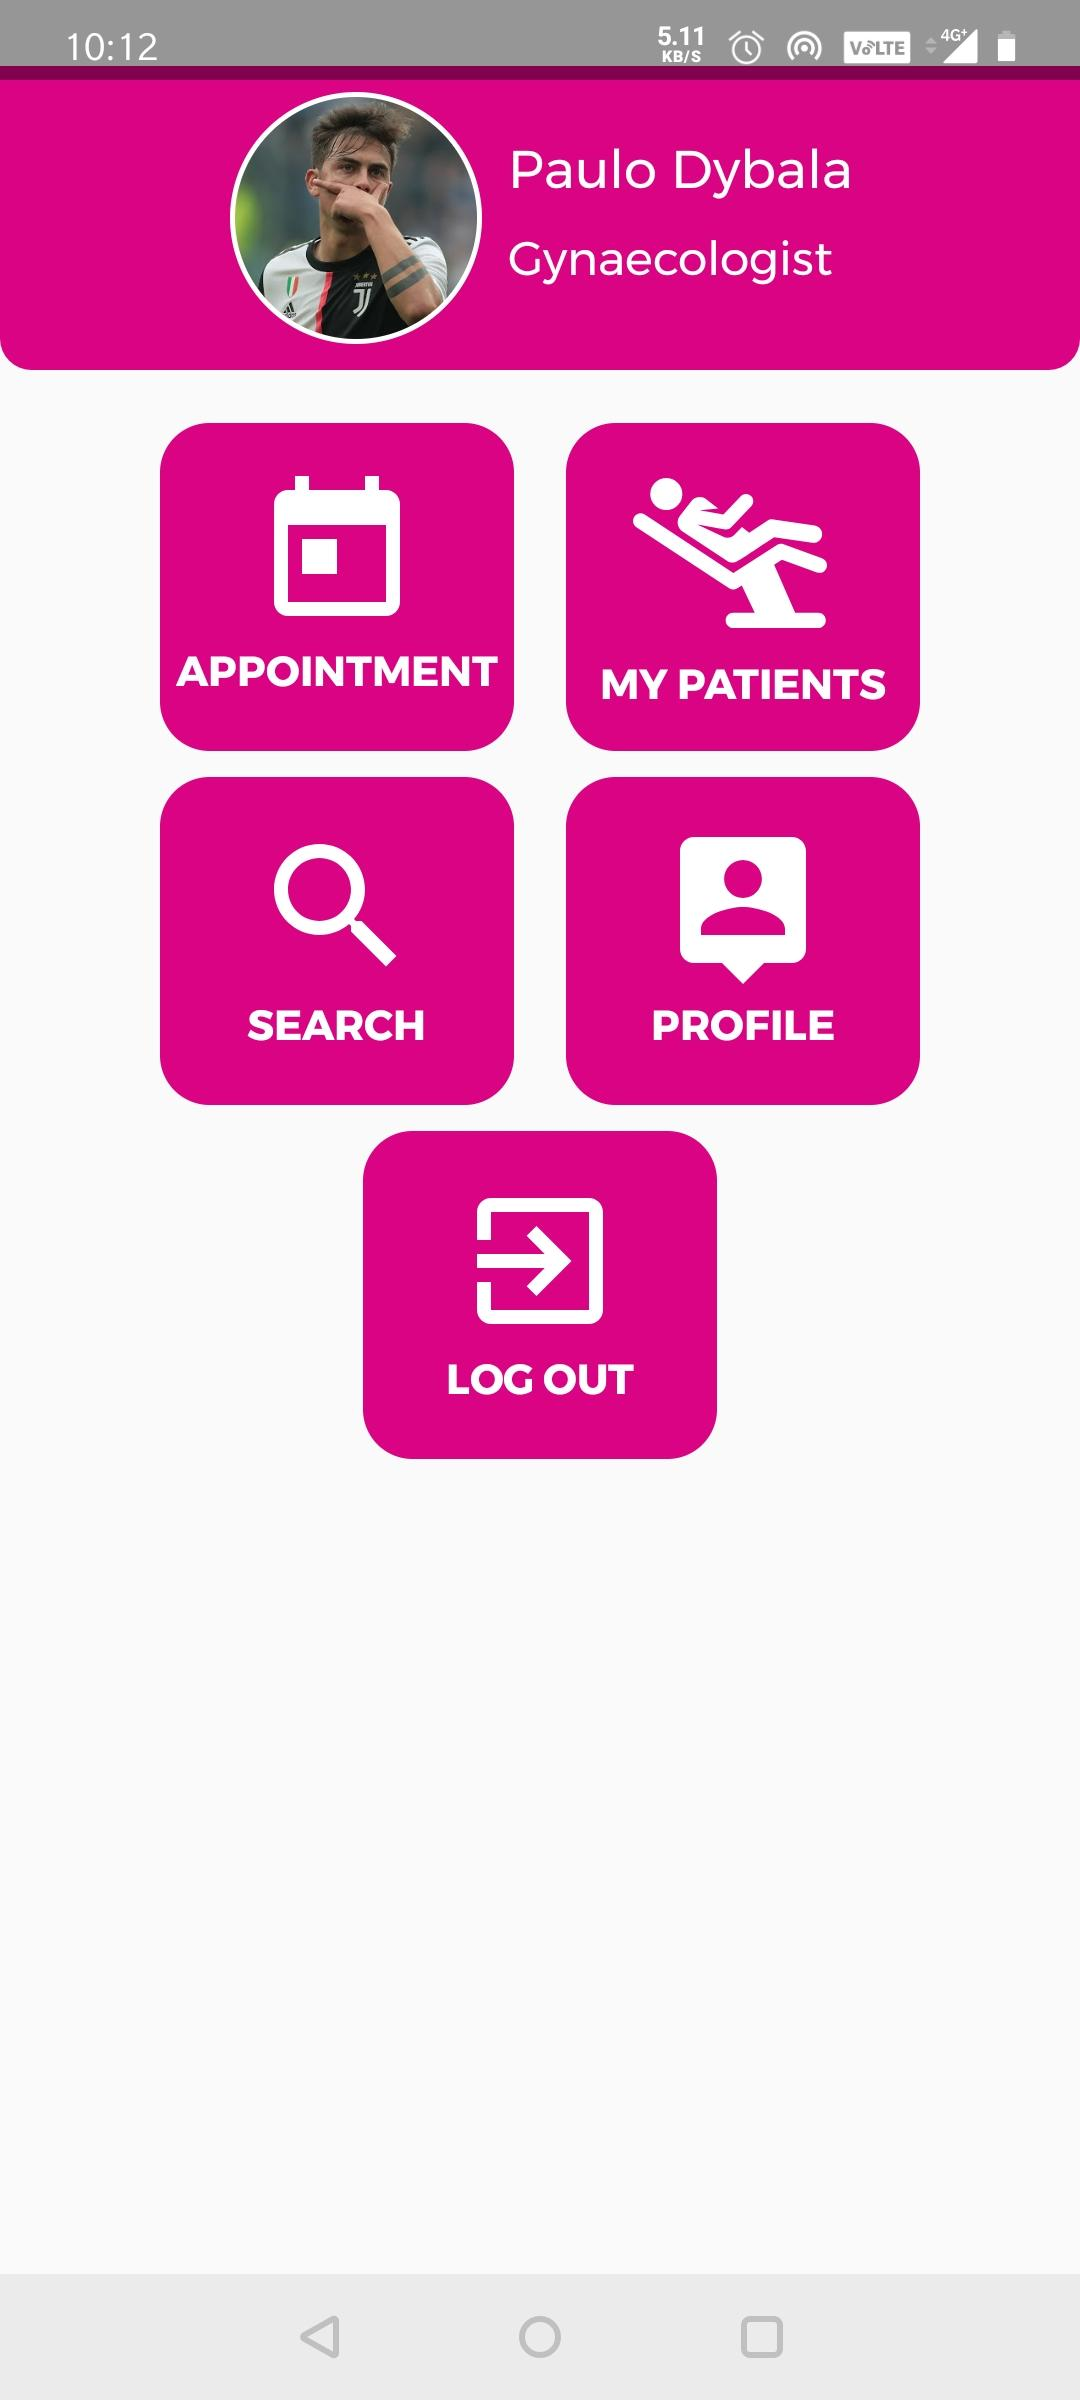 10:12
5.11
KB/S
VoLTE
4G+
Paulo Dybala
Gynaecologist
APPOINTMENT
MY PATIENTS
SEARCH
PROFILE
LOG OUT